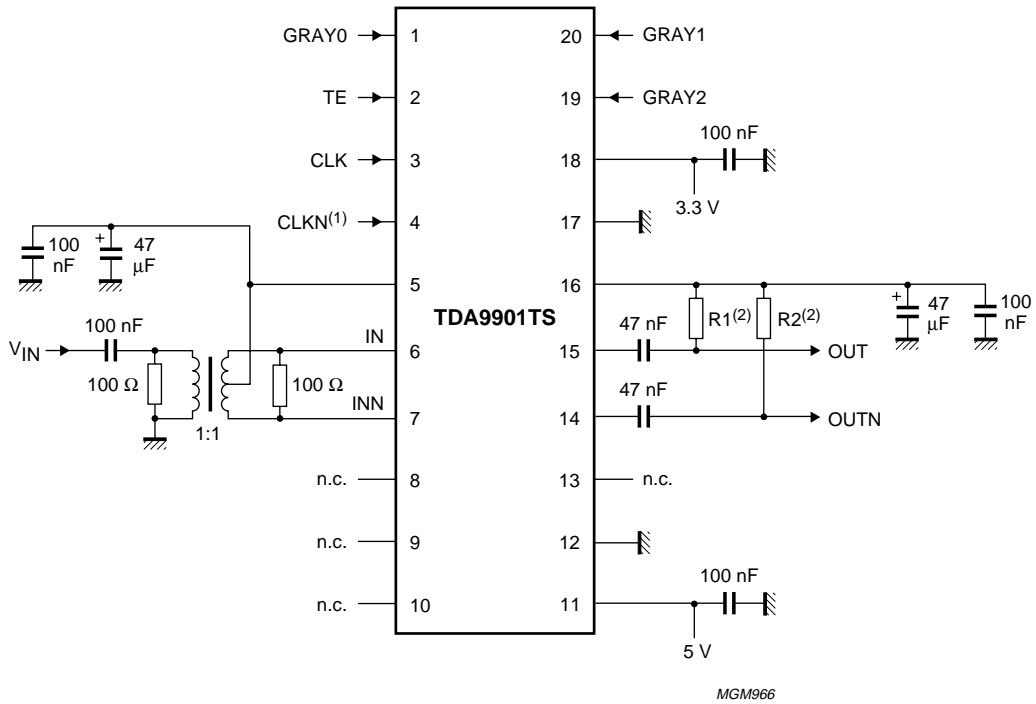 GRAY0
1
20
GRAY1
TE
2
19
GRAY2
CLK
3
18
100 nF
3.3 V
CLKN(1)
4
17
100
nF
+
47
μF
5
16
TDA9901TS
R1(2)
R2(2)
+
47
μF
100
nF
VIN
100 nF
100 Ω
1:1
100 Ω
IN
6
15
47 nF
OUT
INN
7
14
47 nF
OUTN
n.c.
8
13
n.c.
n.c.
9
12
n.c.
10
11
100 nF
5 V
MGM966